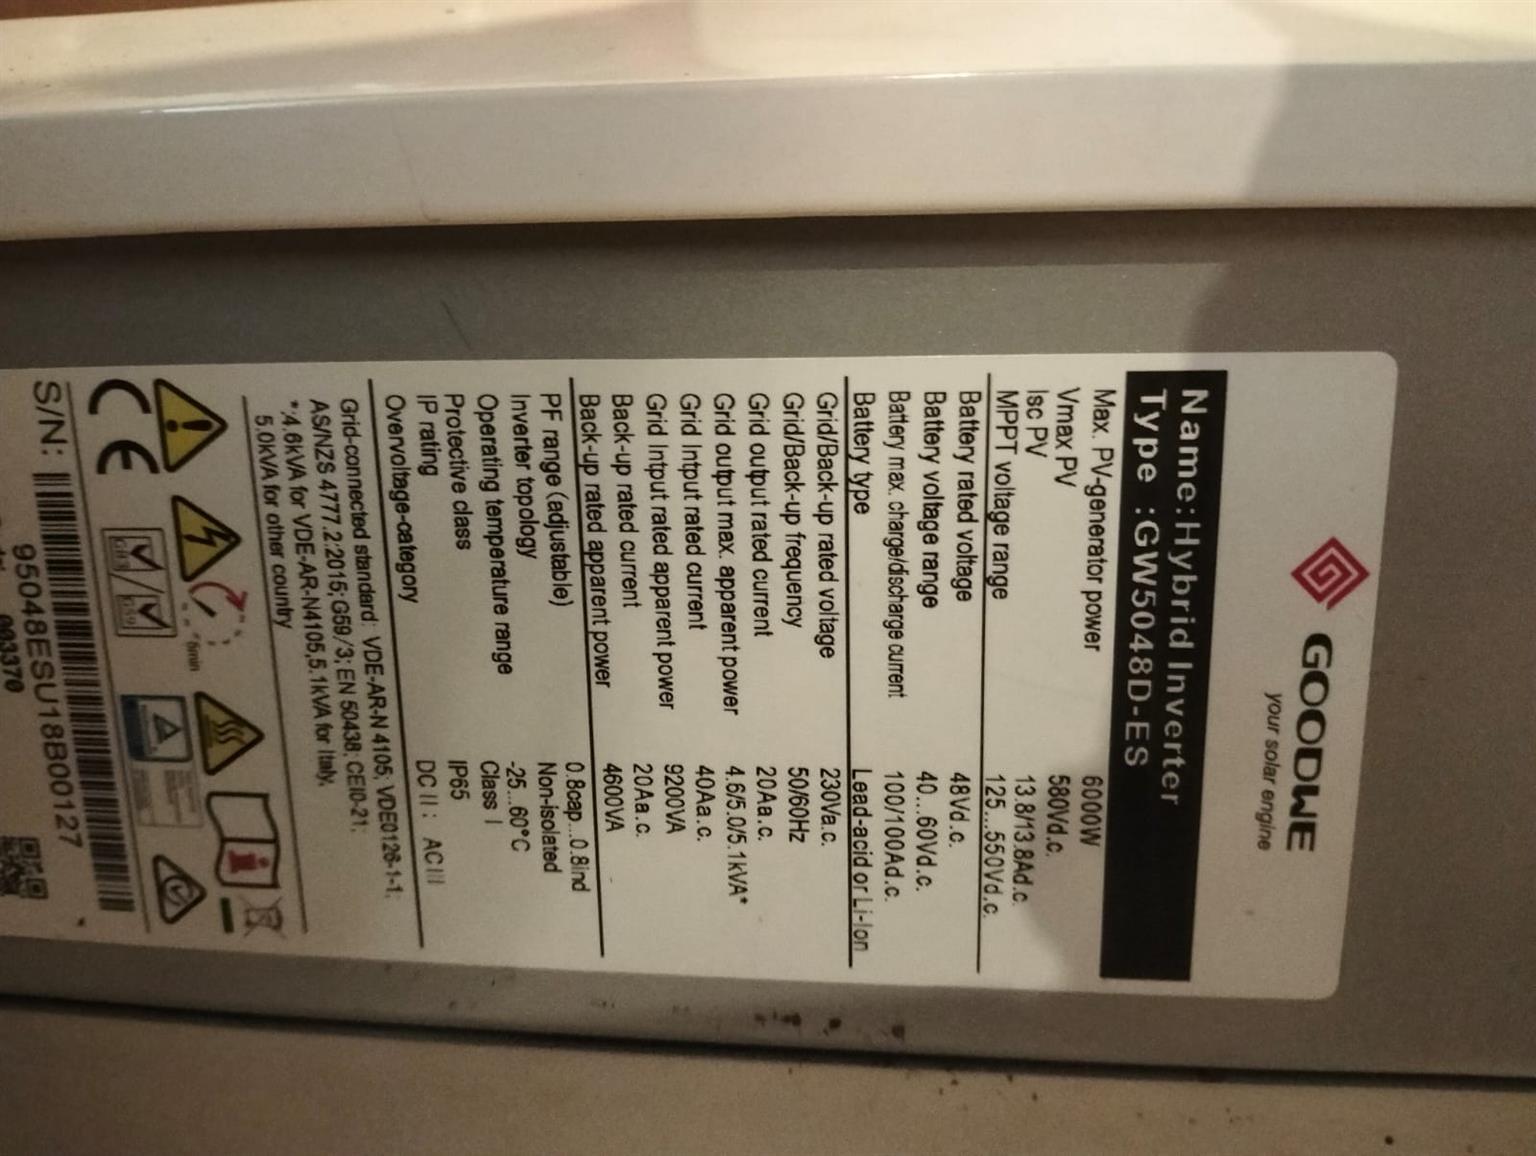 GOODWE
your solar engine
Name:Hybrid Inverter
Type :GW5048D-ES
Max. PV-generator power 6000W
Vmax PV 580Vd.c.
Isc PV 13.8/13.8Ad.c.
MPPT voltage range 125...550Vd.c.
Battery rated voltage 48Vd.c.
Battery voltage range 40...60Vd.c.
Battery max. charge/discharge current 100/100Ad.c.
Battery type Lead-acid or Li-Ion
Grid/Back-up rated voltage 230Va.c.
Grid/Back-up frequency 50/60Hz
Grid output rated current 20Aa.c.
Grid output max. apparent power 4.6/5.0/5.1kVA*
Grid Intput rated current 40Aa.c.
Grid Intput rated apparent power 9200VA
Back-up rated current 20Aa.c.
Back-up rated apparent power 4600VA
PF range (adjustable) 0.8cap...0.8ind
Inverter topology Non-isolated
Operating temperature range -25...60°C
Protective class Class I
IP rating IP65
Overvoltage-category DC II: AC III
Grid-connected standard: VDE-AR-N 4105; VDE0126-1-1;
AS/NZS 4777.2:2015; G59/3; EN 50438; CEI0-21;
*:4.6kVA for VDE-AR-N4105,5.1kVA for Italy,
5.0kVA for other country
5min
G83 G59
S/N:
95048ESU18B00127
003370